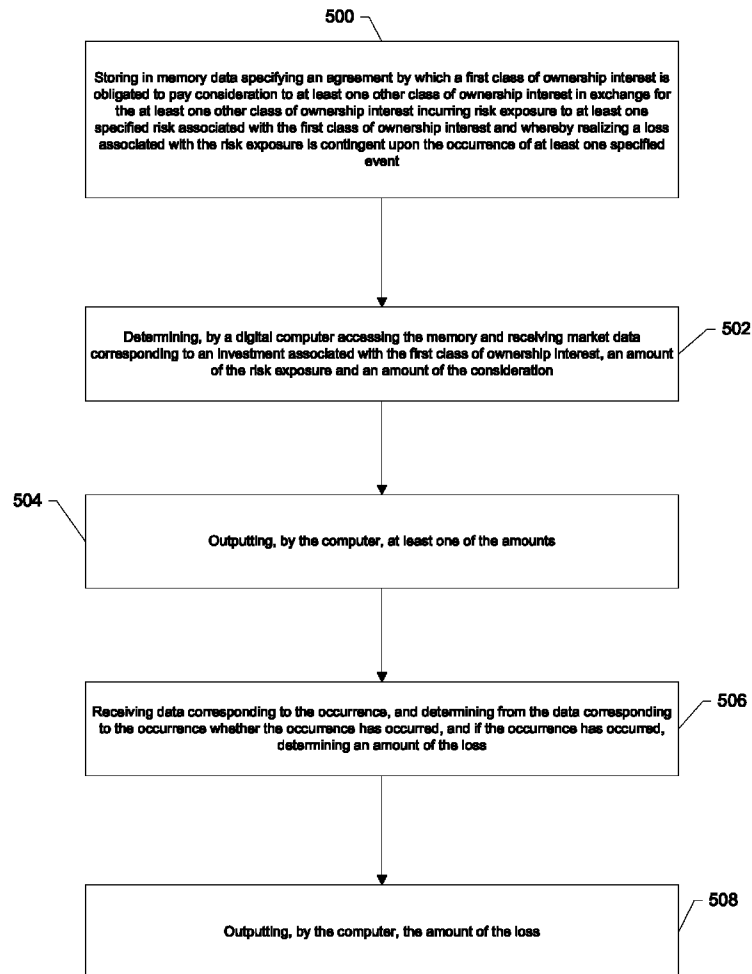 500
Storing in memory data specifying an agreement by which a first class of ownership interest is
obligated to pay consideration to at least one other class of ownership interest in exchange for
the at least one other class of ownership interest incurring risk exposure to at least one
specified risk associated with the first class of ownership interest and whereby realizing a loss
associated with the risk exposure is contingent upon the occurrence of at least one specified
event
502
Determining, by a digital computer accessing the memory and receiving market data
corresponding to an investment associated with the first class of ownership interest, an amount
of the risk exposure and an amount of the consideration
504
Outputting, by the computer, at least one of the amounts
506
Receiving data corresponding to the occurrence, and determining from the data corresponding
to the occurrence whether the occurrence has occurred, and if the occurrence has occurred,
determining an amount of the loss
508
Outputting, by the computer, the amount of the loss